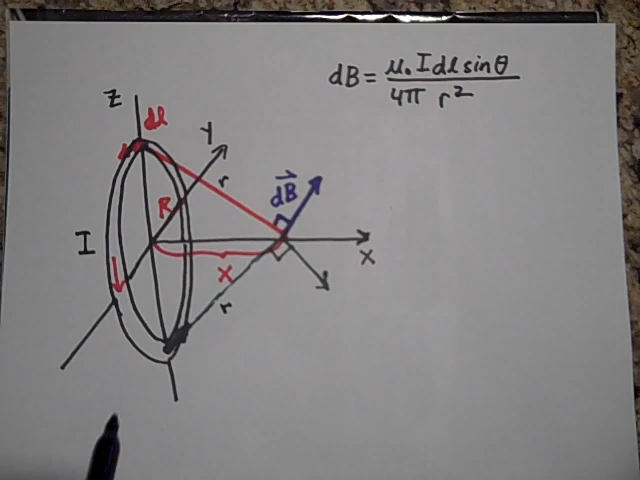 dB = μ₀ I dl sinθ
4π r²
Z
dl
Y
r
R
dB
I
X
X
r